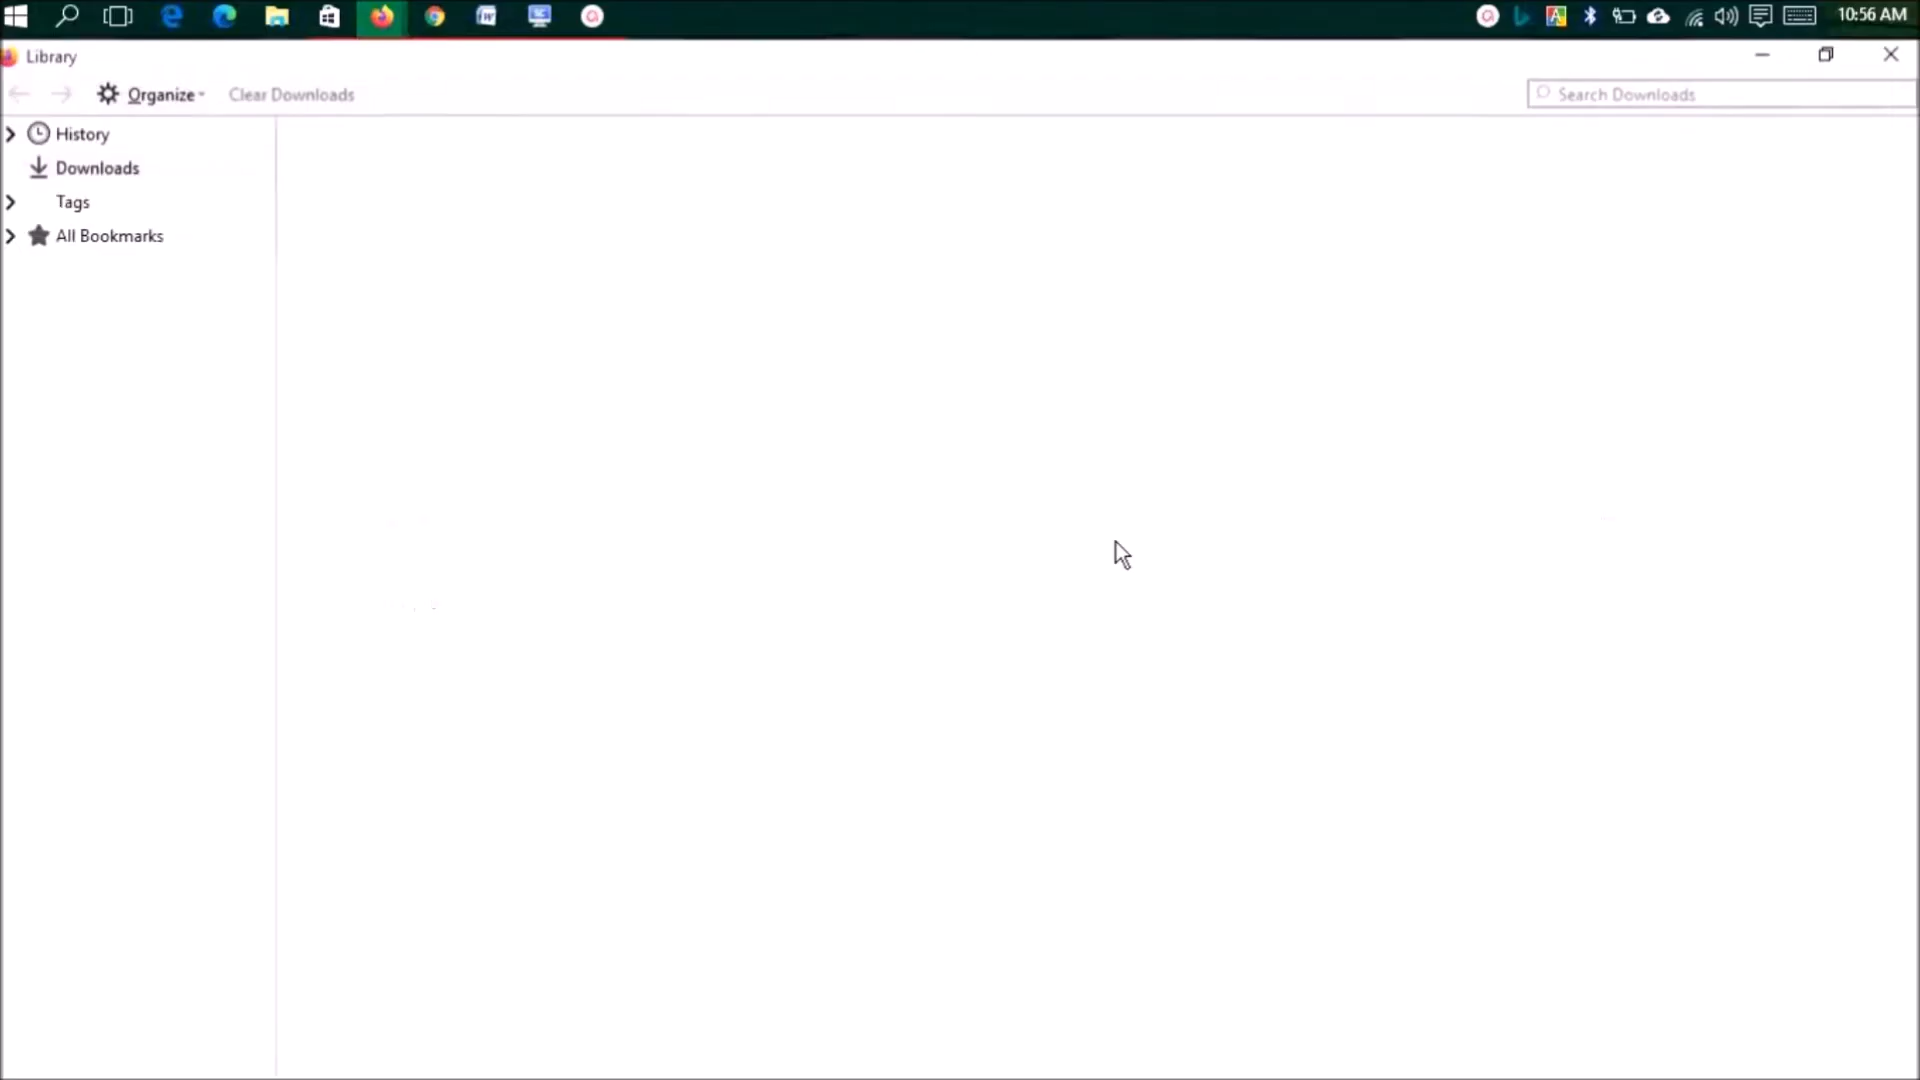 10:56 AM
Library
Organize
Clear Downloads
Search Downloads
History
Downloads
Tags
All Bookmarks